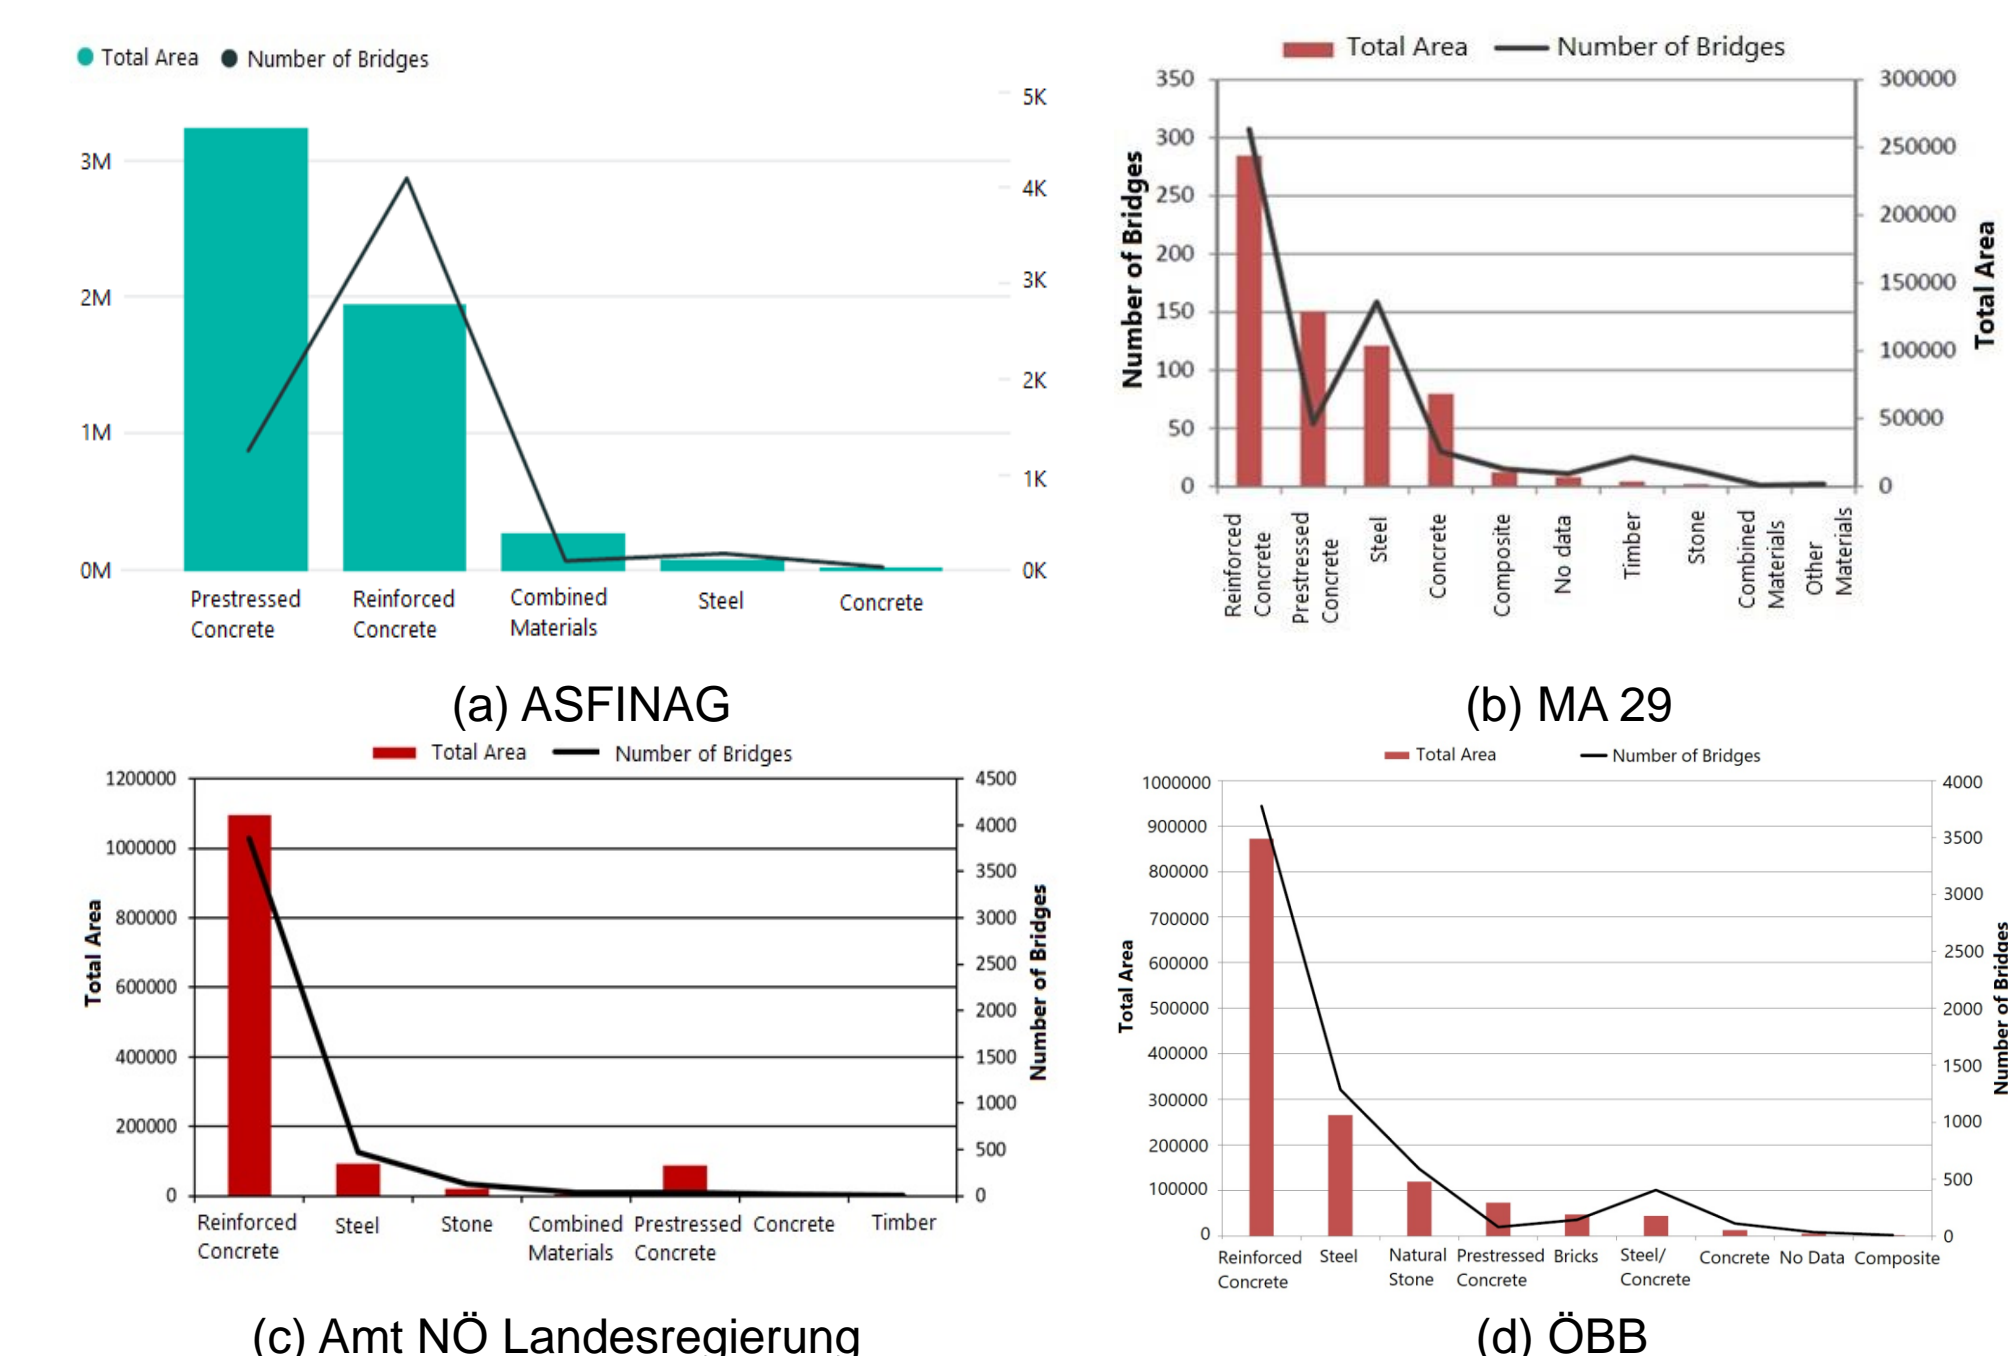 Total Area Number of Bridges
5K
3M
4K
3K
2M
2K
1M
1K
0M
0K
Prestressed Concrete
Reinforced Concrete
Combined Materials
Steel
Concrete
(a) ASFINAG
Total Area Number of Bridges
350
300
250
200
150
100
50
0
Number of Bridges
300000
250000
200000
150000
100000
50000
0
Total Area
Reinforced Concrete
Prestressed Concrete
Steel
Concrete
Composite
No data
Timber
Stone
Combined Materials
Other Materials
(b) MA 29
Total Area Number of Bridges
1200000
1000000
800000
600000
400000
200000
0
Total Area
4500
4000
3500
3000
2500
2000
1500
1000
500
0
Number of Bridges
Reinforced Concrete
Steel
Stone
Combined Materials
Prestressed Concrete
Concrete
Timber
(c) Amt NÖ Landesregierung
Total Area Number of Bridges
1000000
900000
800000
700000
600000
500000
400000
300000
200000
100000
0
Total Area
4000
3500
3000
2500
2000
1500
1000
500
0
Number of Bridges
Reinforced Concrete
Steel
Natural Stone
Prestressed Concrete
Bricks
Steel/ Concrete
Concrete
No Data
Composite
(d) ÖBB